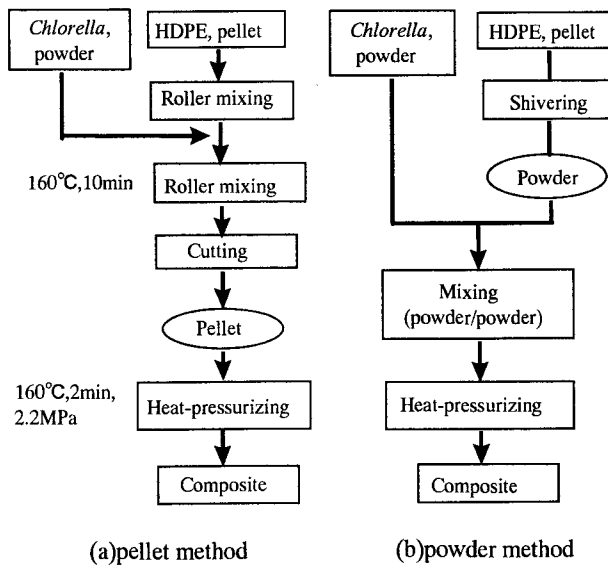 Chlorella,
powder
HDPE, pellet
Roller mixing
160℃,10min
Roller mixing
Cutting
Pellet
160℃,2min,
2.2MPa
Heat-pressurizing
Composite
(a)pellet method
Chlorella,
powder
HDPE, pellet
Shivering
Powder
Mixing
(powder/powder)
Heat-pressurizing
Composite
(b)powder method